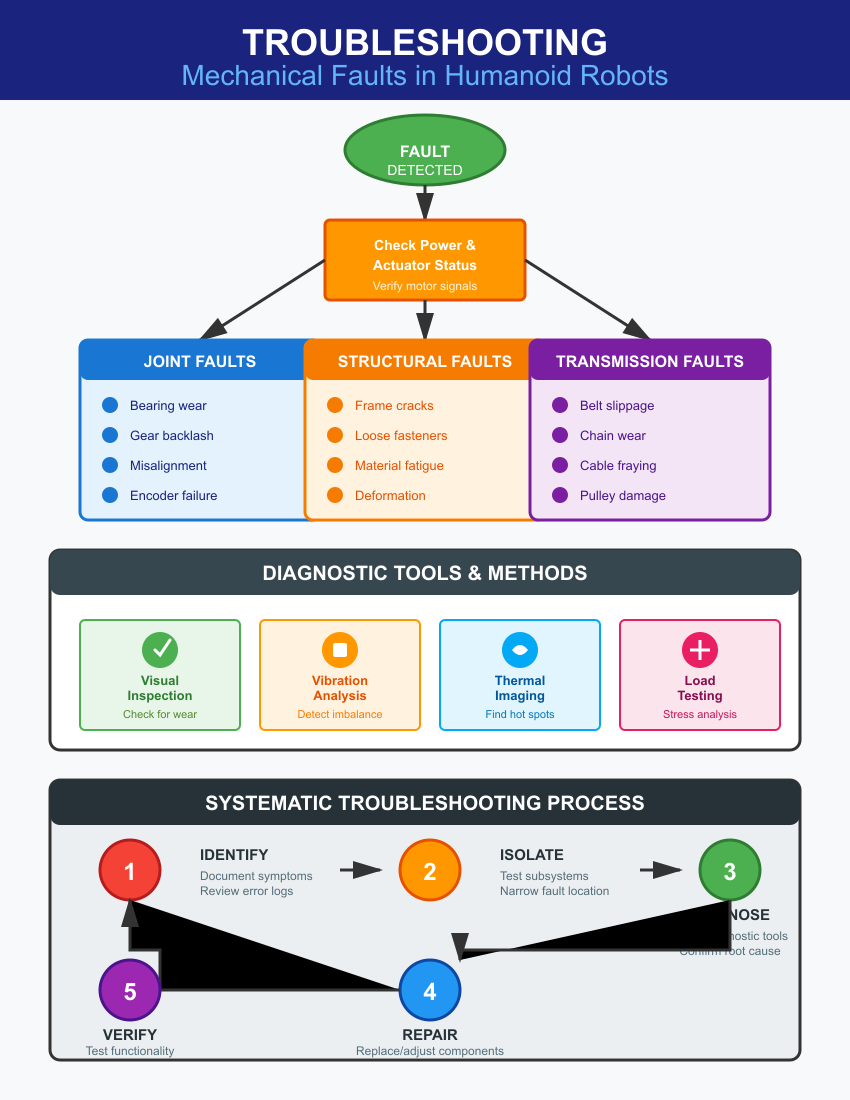 TROUBLESHOOTING
Mechanical Faults in Humanoid Robots
FAULT
DETECTED
Check Power &
Actuator Status
Verify motor signals
JOINT FAULTS
Bearing wear
Gear backlash
Misalignment
Encoder failure
STRUCTURAL FAULTS
Frame cracks
Loose fasteners
Material fatigue
Deformation
TRANSMISSION FAULTS
Belt slippage
Chain wear
Cable fraying
Pulley damage
DIAGNOSTIC TOOLS & METHODS
Visual
Inspection
Check for wear
Vibration
Analysis
Detect imbalance
Thermal
Imaging
Find hot spots
Load
Testing
Stress analysis
SYSTEMATIC TROUBLESHOOTING PROCESS
1
IDENTIFY
Document symptoms
Review error logs
2
ISOLATE
Test subsystems
Narrow fault location
3
NOSE
nostic tools
Confirm root cause
5
VERIFY
Test functionality
4
REPAIR
Replace/adjust components